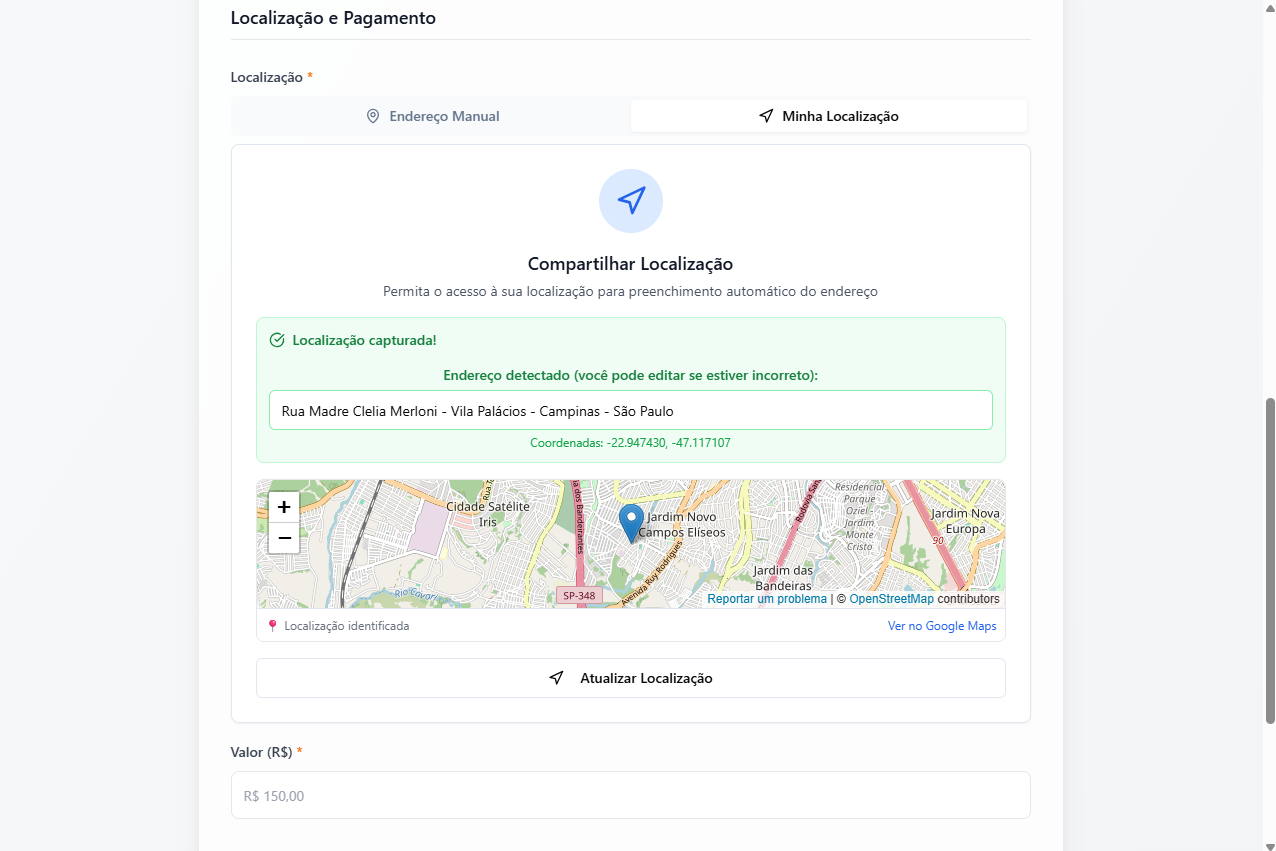 Localização e Pagamento
Localização *
Endereço Manual
Minha Localização
Compartilhar Localização
Permita o acesso à sua localização para preenchimento automático do endereço
Localização capturada!
Endereço detectado (você pode editar se estiver incorreto):
Rua Madre Clelia Merloni - Vila Palácios - Campinas - São Paulo
Coordenadas: -22.947430, -47.117107
+
−
Cidade Satélite
Iris
Rua
dos Bandeirantes
Jardim Novo
Campos Elíseos
Avenida Ruy Rodrigues
Rodovia
Residencial
Parque
Oziel -
Jardim
Monte
Cristo
Jardim Nova
Europa
90
Jardim das
Bandeiras
SP-348
Reportar um problema | © OpenStreetMap contributors
Localização identificada
Ver no Google Maps
Atualizar Localização
Valor (R$) *
R$ 150,00